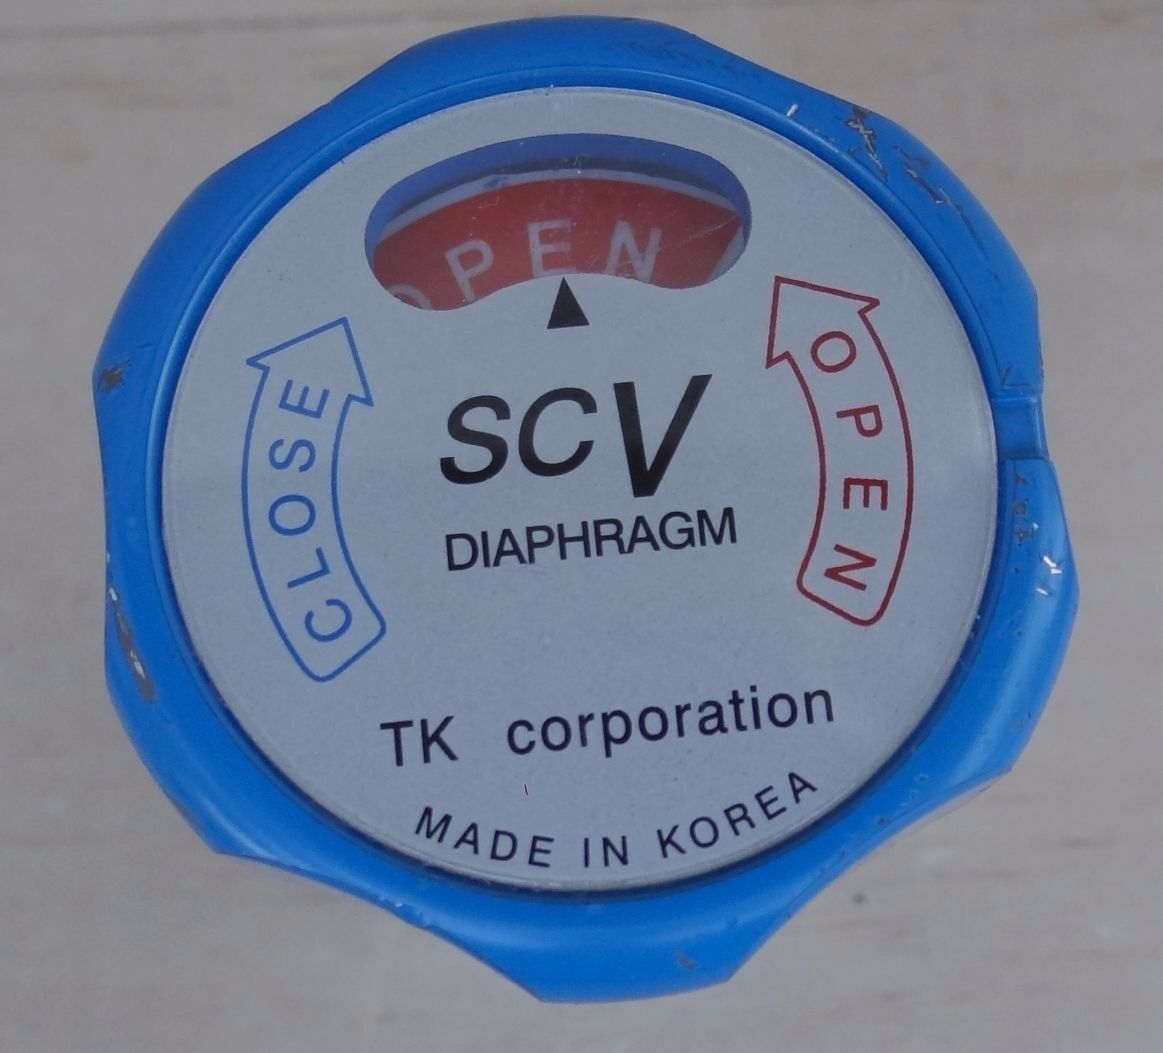 OPEN
CLOSE
OPEN
SCV
DIAPHRAGM
TK corporation
MADE IN KOREA